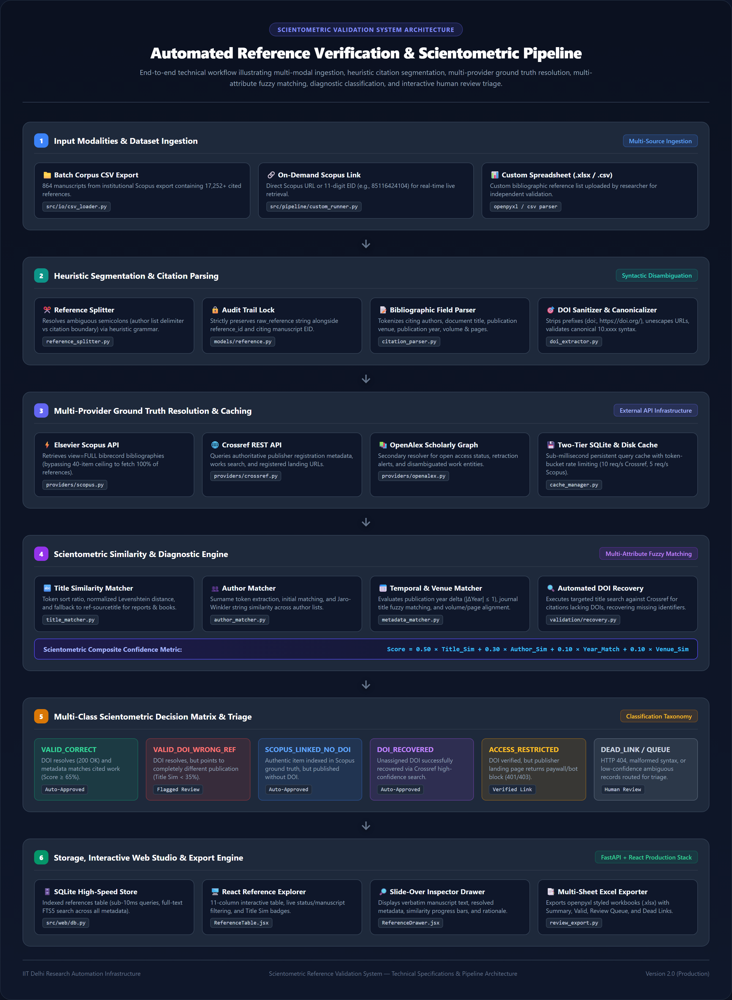 SCIENTOMETRIC VALIDATION SYSTEM ARCHITECTURE
Automated Reference Verification & Scientometric Pipeline
End-to-end technical workflow illustrating multi-modal ingestion, heuristic citation segmentation, multi-provider ground truth resolution, multi-
attribute fuzzy matching, diagnostic classification, and interactive human review triage.
1 Input Modalities & Dataset Ingestion
Multi-Source Ingestion
Batch Corpus CSV Export
864 manuscripts from institutional Scopus export containing 17,252+ cited
references.
src/io/csv_loader.py
On-Demand Scopus Link
Direct Scopus URL or 11-digit EID (e.g., 85116424104) for real-time live
retrieval.
src/pipeline/custom_runner.py
Custom Spreadsheet (.xlsx / .csv)
Custom bibliographic reference list uploaded by researcher for
independent validation.
openpyxl / csv parser
2 Heuristic Segmentation & Citation Parsing
Syntactic Disambiguation
Reference Splitter
Resolves ambiguous semicolons (author list delimiter
vs citation boundary) via heuristic grammar.
reference_splitter.py
Audit Trail Lock
Strictly preserves raw_reference string alongside
reference_id and citing manuscript EID.
models/reference.py
Bibliographic Field Parser
Tokenizes citing authors, document title, publication
venue, publication year, volume & pages.
citation_parser.py
DOI Sanitizer & Canonicalizer
Strips prefixes (doi:, https://doi.org/), unescapes URLs,
validates canonical 10.xxxx syntax.
doi_extractor.py
3 Multi-Provider Ground Truth Resolution & Caching
External API Infrastructure
Elsevier Scopus API
Retrieves view=FULL bibrecord bibliographies
(bypassing 40-item ceiling to fetch 100% of
references).
providers/scopus.py
Crossref REST API
Queries authoritative publisher registration metadata,
works search, and registered landing URLs.
providers/crossref.py
OpenAlex Scholarly Graph
Secondary resolver for open access status, retraction
alerts, and disambiguated work entities.
providers/openalex.py
Two-Tier SQLite & Disk Cache
Sub-millisecond persistent query cache with token-
bucket rate limiting (10 req/s Crossref, 5 req/s
Scopus).
cache_manager.py
4 Scientometric Similarity & Diagnostic Engine
Multi-Attribute Fuzzy Matching
abc Title Similarity Matcher
Token sort ratio, normalized Levenshtein distance,
and fallback to ref-sourcetitle for reports & books.
title_matcher.py
Author Matcher
Surname token extraction, initial matching, and Jaro-
Winkler string similarity across author lists.
author_matcher.py
Temporal & Venue Matcher
Evaluates publication year delta (|ΔYear| ≤ 1), journal
title fuzzy matching, and volume/page alignment.
metadata_matcher.py
Automated DOI Recovery
Executes targeted title search against Crossref for
citations lacking DOIs, recovering missing identifiers.
validation/recovery.py
Scientometric Composite Confidence Metric:
Score = 0.50 × Title_Sim + 0.30 × Author_Sim + 0.10 × Year_Match + 0.10 × Venue_Sim
5 Multi-Class Scientometric Decision Matrix & Triage
Classification Taxonomy
VALID_CORRECT
DOI resolves (200 OK) and
metadata matches cited work
(Score ≥ 65%).
Auto-Approved
VALID_DOI_WRONG_REF
DOI resolves, but points to
completely different publication
(Title Sim < 35%).
Flagged Review
SCOPUS_LINKED_NO_DOI
Authentic item indexed in Scopus
ground truth, but published
without DOI.
Auto-Approved
DOI_RECOVERED
Unassigned DOI successfully
recovered via Crossref high-
confidence search.
Auto-Approved
ACCESS_RESTRICTED
DOI verified, but publisher
landing page returns paywall/bot
block (401/403).
Verified Link
DEAD_LINK / QUEUE
HTTP 404, malformed syntax, or
low-confidence ambiguous
records routed for triage.
Human Review
6 Storage, Interactive Web Studio & Export Engine
FastAPI + React Production Stack
SQLite High-Speed Store
Indexed references table (sub-10ms queries, full-text
FTS5 search across all metadata).
src/web/db.py
React Reference Explorer
11-column interactive table, live status/manuscript
filtering, and Title Sim badges.
ReferenceTable.jsx
Slide-Over Inspector Drawer
Displays verbatim manuscript text, resolved
metadata, similarity progress bars, and rationale.
ReferenceDrawer.jsx
Multi-Sheet Excel Exporter
Exports openpyxl styled workbooks (.xlsx) with
Summary, Valid, Review Queue, and Dead Links.
review_export.py
IIT Delhi Research Automation Infrastructure
Scientometric Reference Validation System — Technical Specifications & Pipeline Architecture
Version 2.0 (Production)